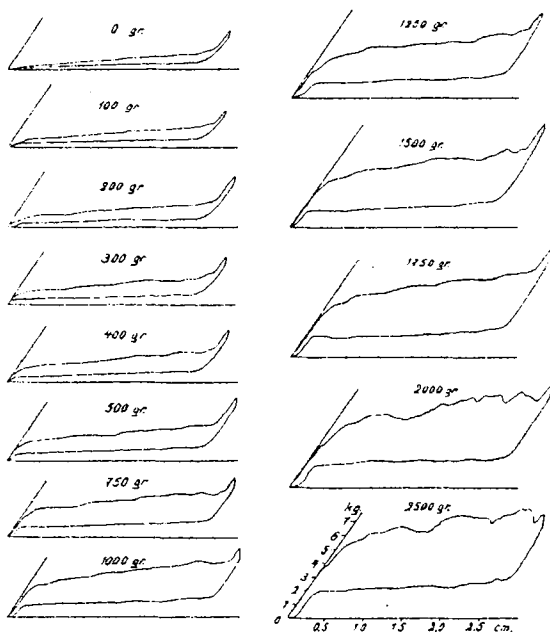 0 gr.
100 gr.
200 gr.
300 gr.
400 gr.
500 gr.
750 gr.
1000 gr.
1250 gr.
1500 gr.
1750 gr.
2000 gr.
2500 gr.
kg.
7
6
5
4
3
2
1
0
0.5 1.0 1.5 2.0 2.5 cm.